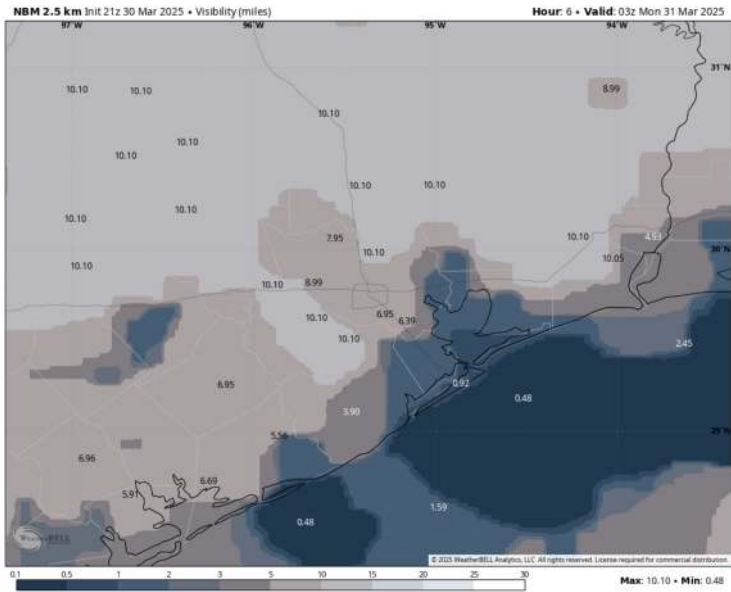 NBM 2.5 km Init 21z 30 Mar 2025 • Visibility (miles)
Hour: 6 • Valid: 03z Mon 31 Mar 2025
97°W 96°W 95°W 94°W
31°N
10.10 10.10 8.99
10.10
10.10
10.10
10.10 10.10
10.10 10.10
7.95 10.10 4.93
30°N
10.10 10.10 10.05
10.10 8.99
10.10 6.95 6.39
10.10 2.45
6.95 0.92
3.90 0.48
5.56 29°N
6.96
5.91 6.69
0.48 1.59
WeatherBELL
© 2025 WeatherBELL Analytics, LLC. All rights reserved. License required for commercial distribution.
0.1 0.5 1 2 3 5 10 15 20 25 30
Max: 10.10 • Min: 0.48